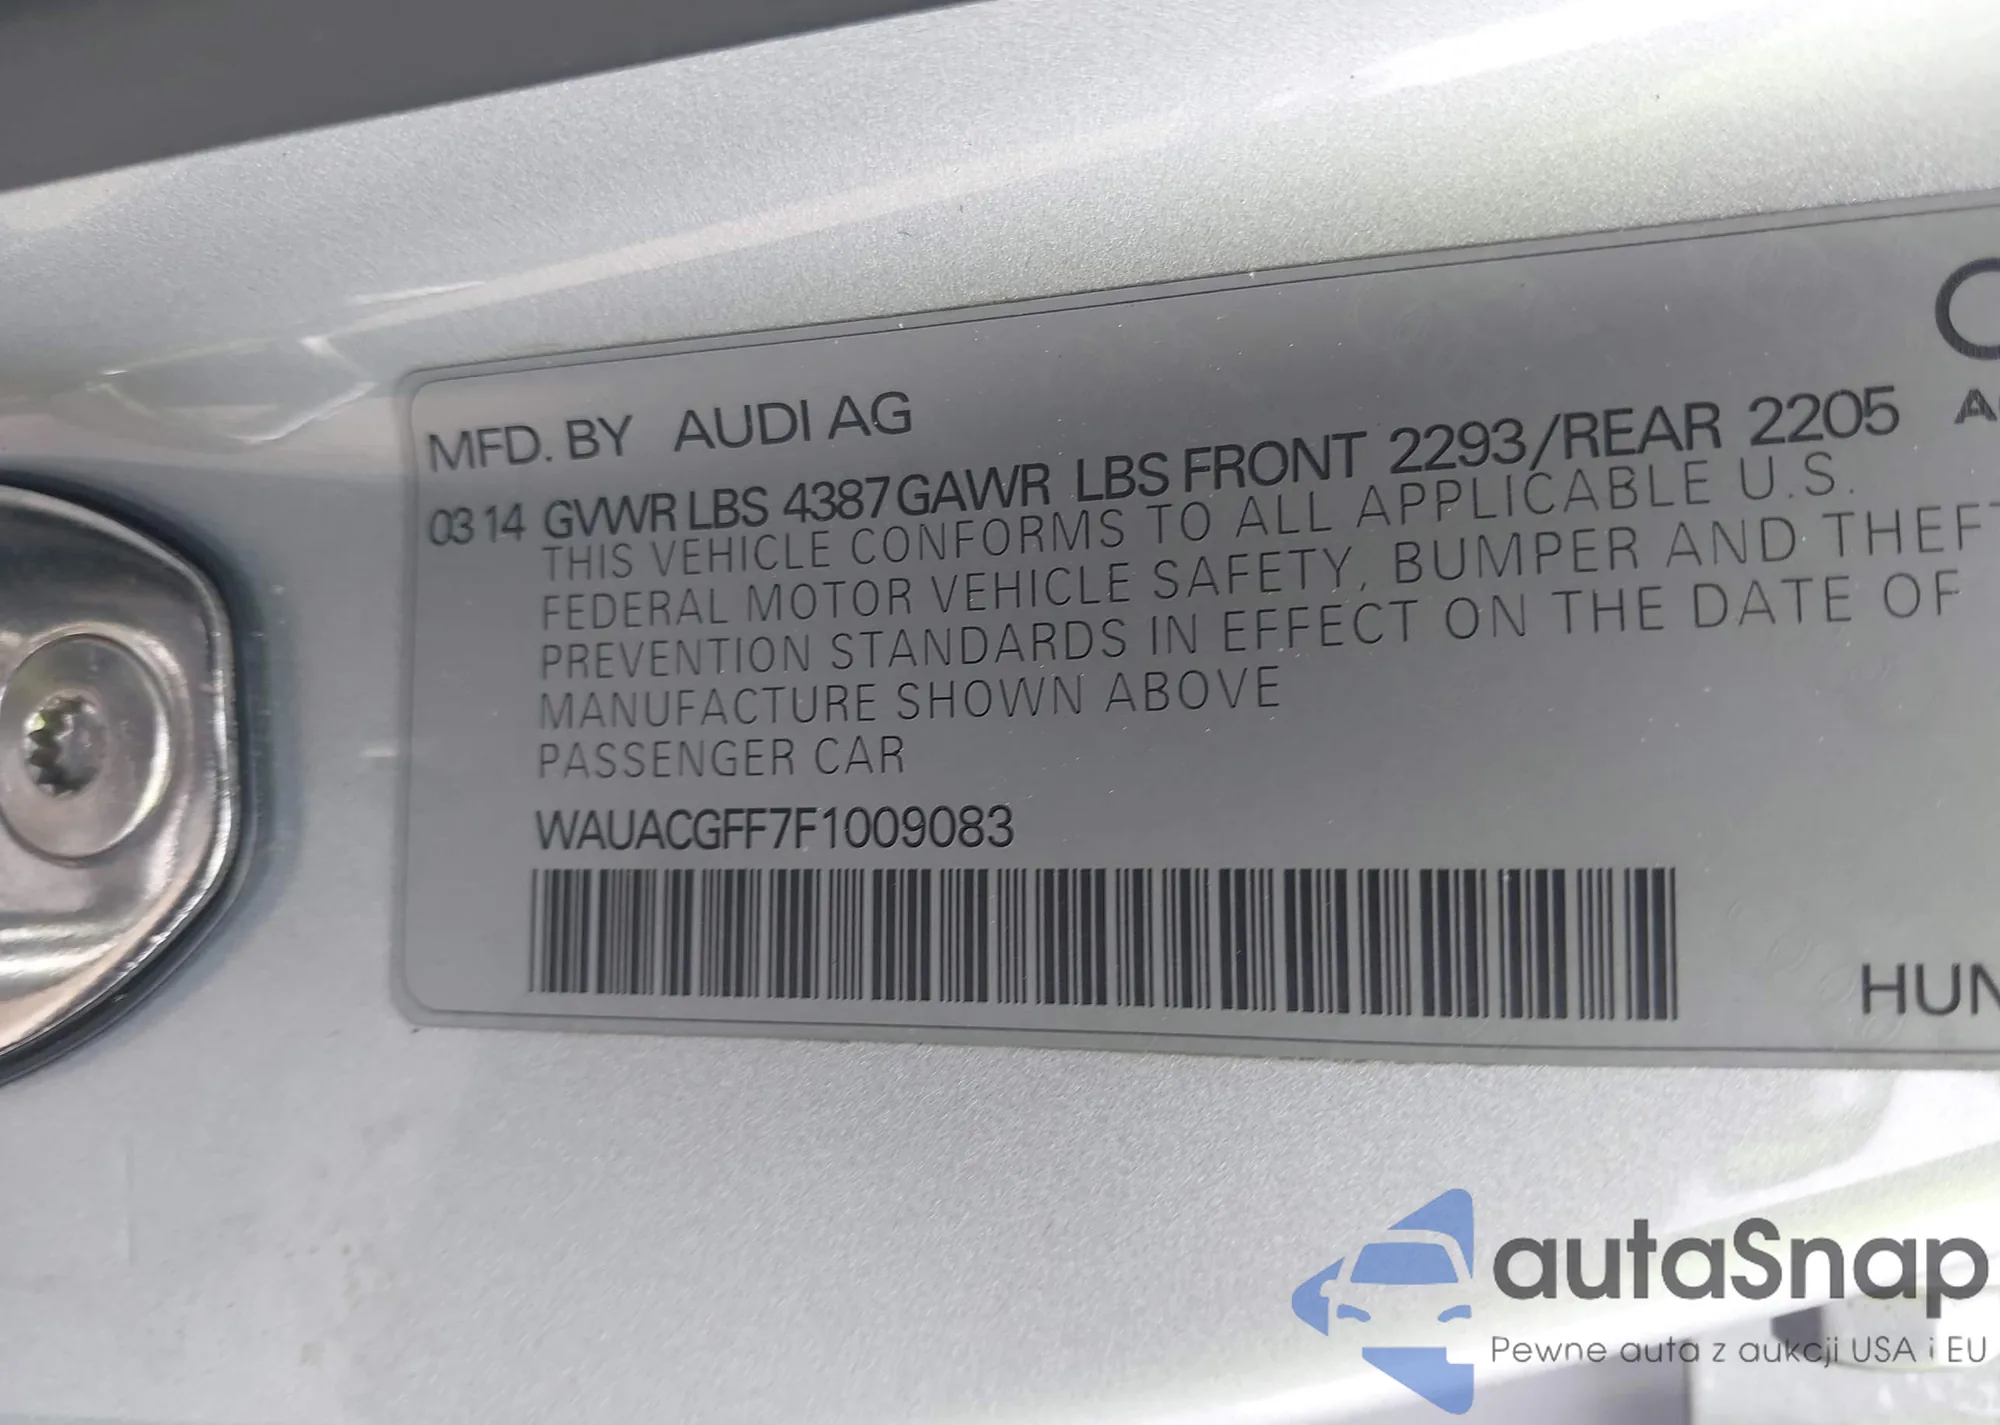 MFD. BY AUDI AG
03 14 GVWR LBS 4387 GAWR LBS FRONT 2293/REAR 2205
THIS VEHICLE CONFORMS TO ALL APPLICABLE U.S.
FEDERAL MOTOR VEHICLE SAFETY, BUMPER AND THEFT
PREVENTION STANDARDS IN EFFECT ON THE DATE OF
MANUFACTURE SHOWN ABOVE
PASSENGER CAR
WAUACGFF7F1009083
HUN
autaSnap
Pewne auta z aukcji USA i EU